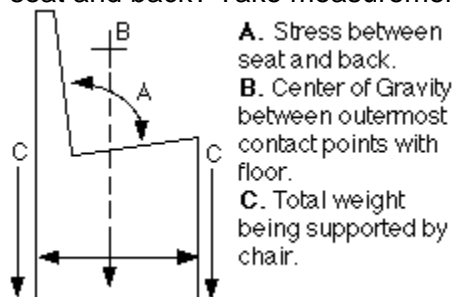 seat and back? Take measuremen
B
A
C
C
A. Stress between
seat and back.
B. Center of Gravity
between outermost
contact points with
floor.
C. Total weight
being supported by
chair.